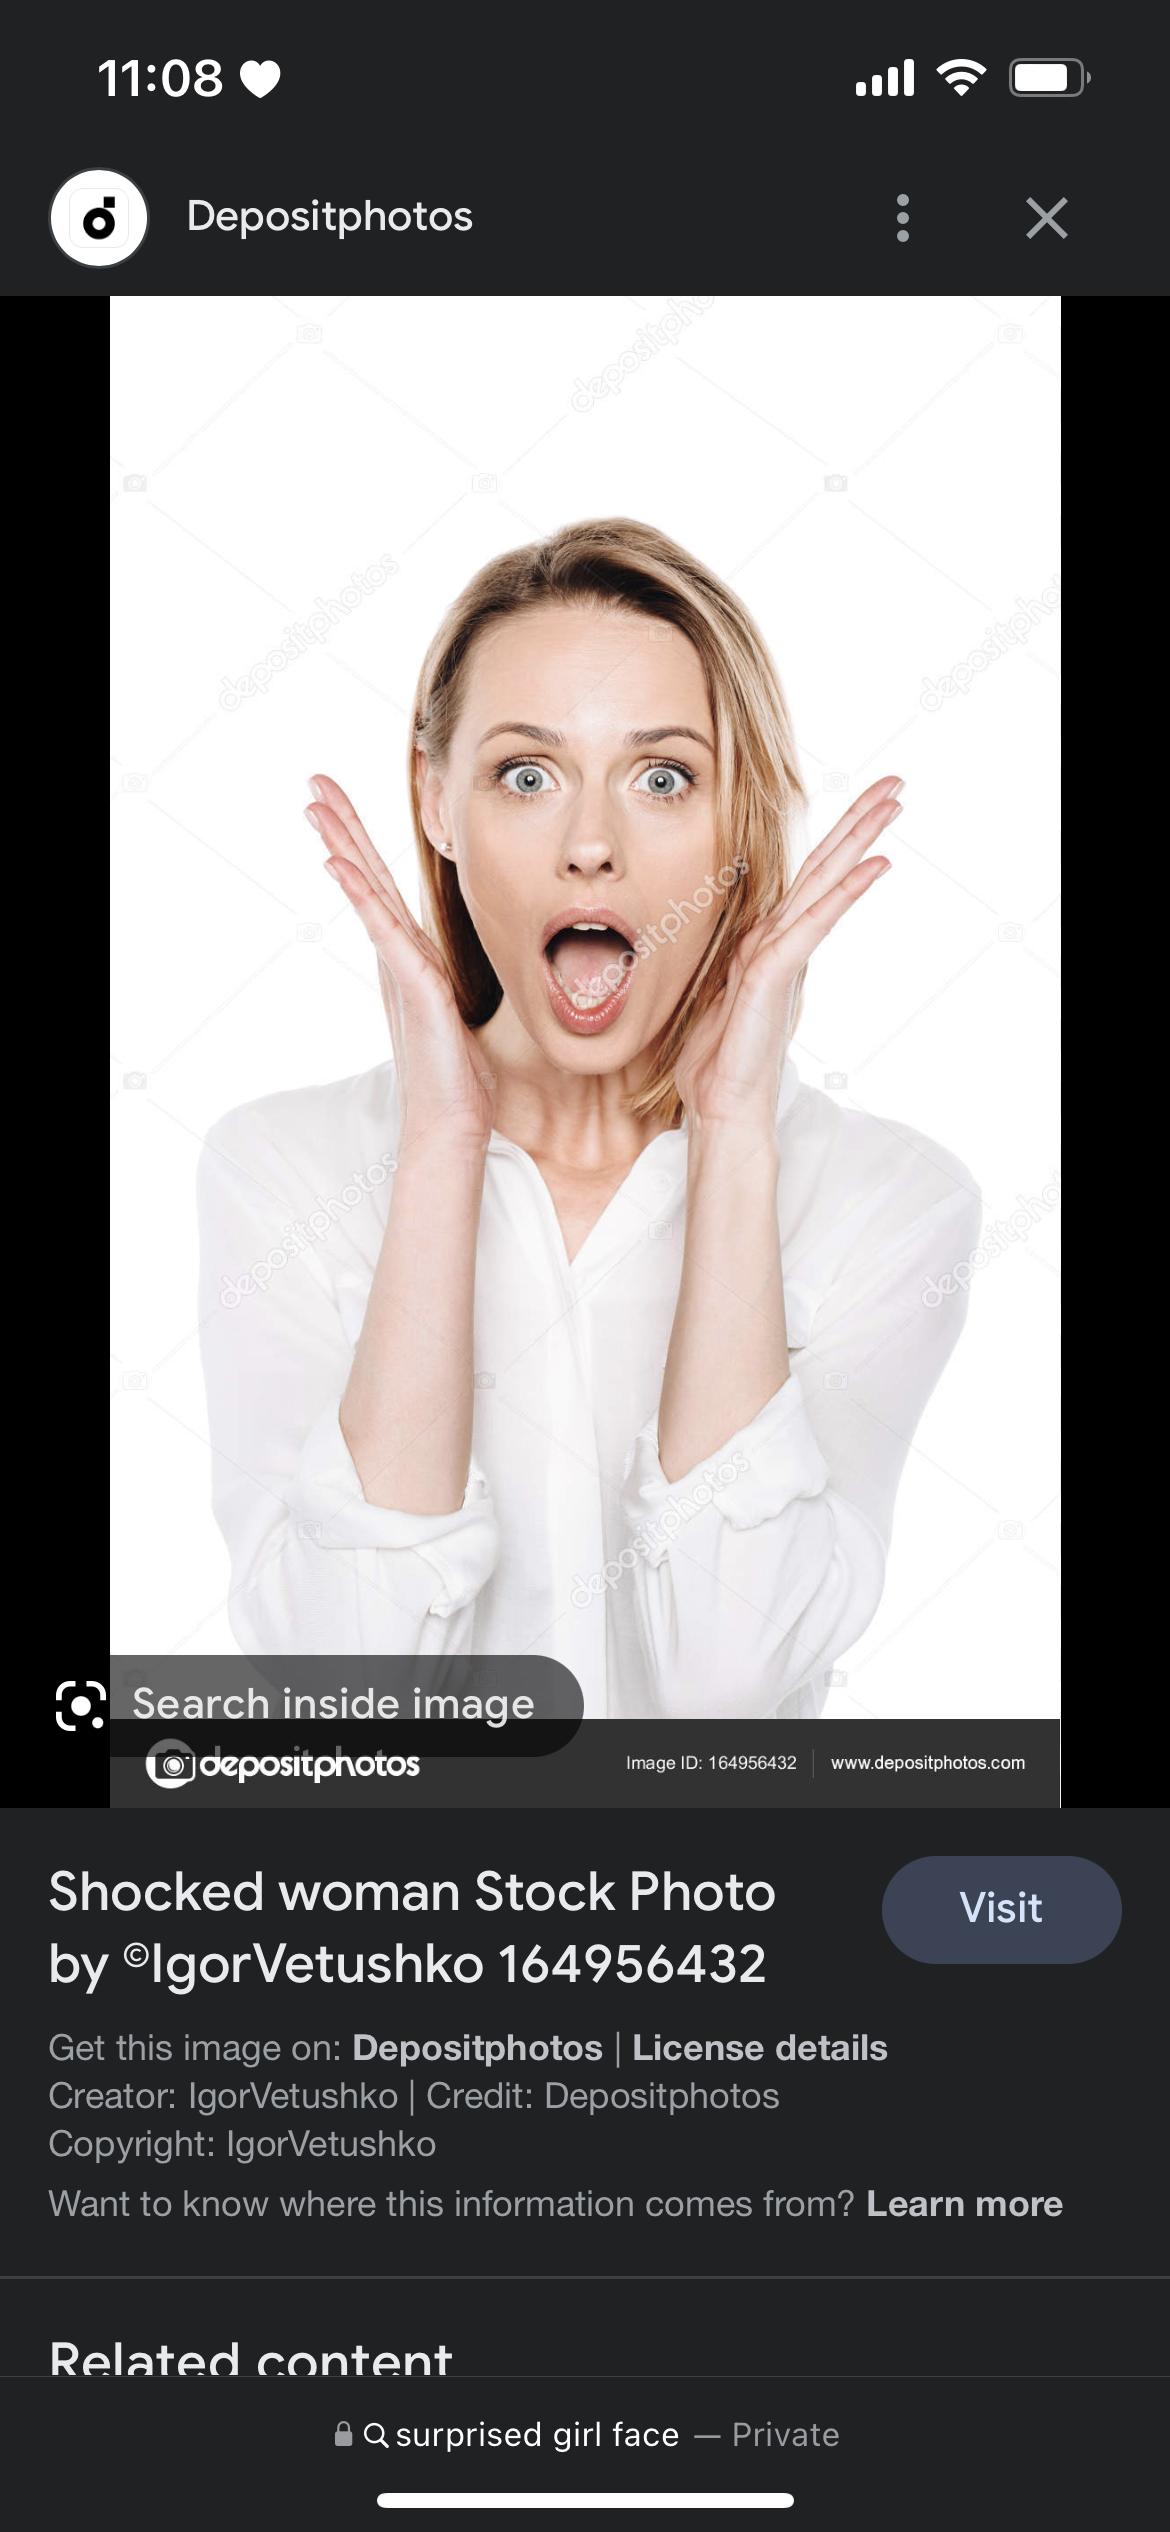 11:08
Depositphotos
depositphotos
depositphotos
depositphotos
depositphotos
depositphotos
depositphotos
depositphotos
Search inside image
depositphotos
Image ID: 164956432
www.depositphotos.com
Shocked woman Stock Photo
by ©IgorVetushko 164956432
Visit
Get this image on: Depositphotos | License details
Creator: IgorVetushko | Credit: Depositphotos
Copyright: IgorVetushko
Want to know where this information comes from? Learn more
Related content
surprised girl face — Private